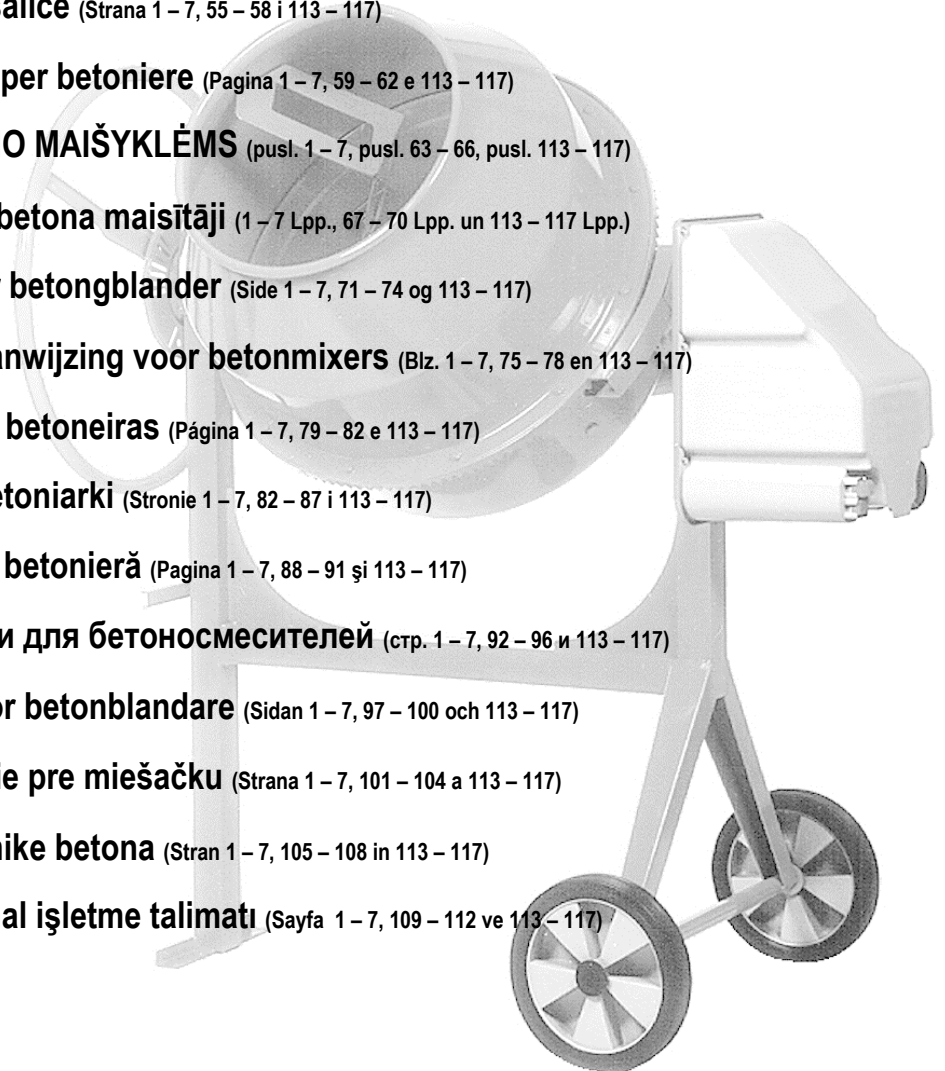 šalice (Strana 1 – 7, 55 – 58 i 113 – 117)
per betoniere (Pagina 1 – 7, 59 – 62 e 113 – 117)
O MAIŠYKLĖMS (pusl. 1 – 7, pusl. 63 – 66, pusl. 113 – 117)
betona maisītāji (1 – 7 Lpp., 67 – 70 Lpp. un 113 – 117 Lpp.)
betongblander (Side 1 – 7, 71 – 74 og 113 – 117)
anwijzing voor betonmixers (Blz. 1 – 7, 75 – 78 en 113 – 117)
betoneiras (Página 1 – 7, 79 – 82 e 113 – 117)
etoniarki (Stronie 1 – 7, 82 – 87 i 113 – 117)
betonieră (Pagina 1 – 7, 88 – 91 şi 113 – 117)
и для бетоносмесителей (стр. 1 – 7, 92 – 96 и 113 – 117)
or betonblandare (Sidan 1 – 7, 97 – 100 och 113 – 117)
ie pre miešačku (Strana 1 – 7, 101 – 104 a 113 – 117)
nike betona (Stran 1 – 7, 105 – 108 in 113 – 117)
al işletme talimatı (Sayfa 1 – 7, 109 – 112 ve 113 – 117)